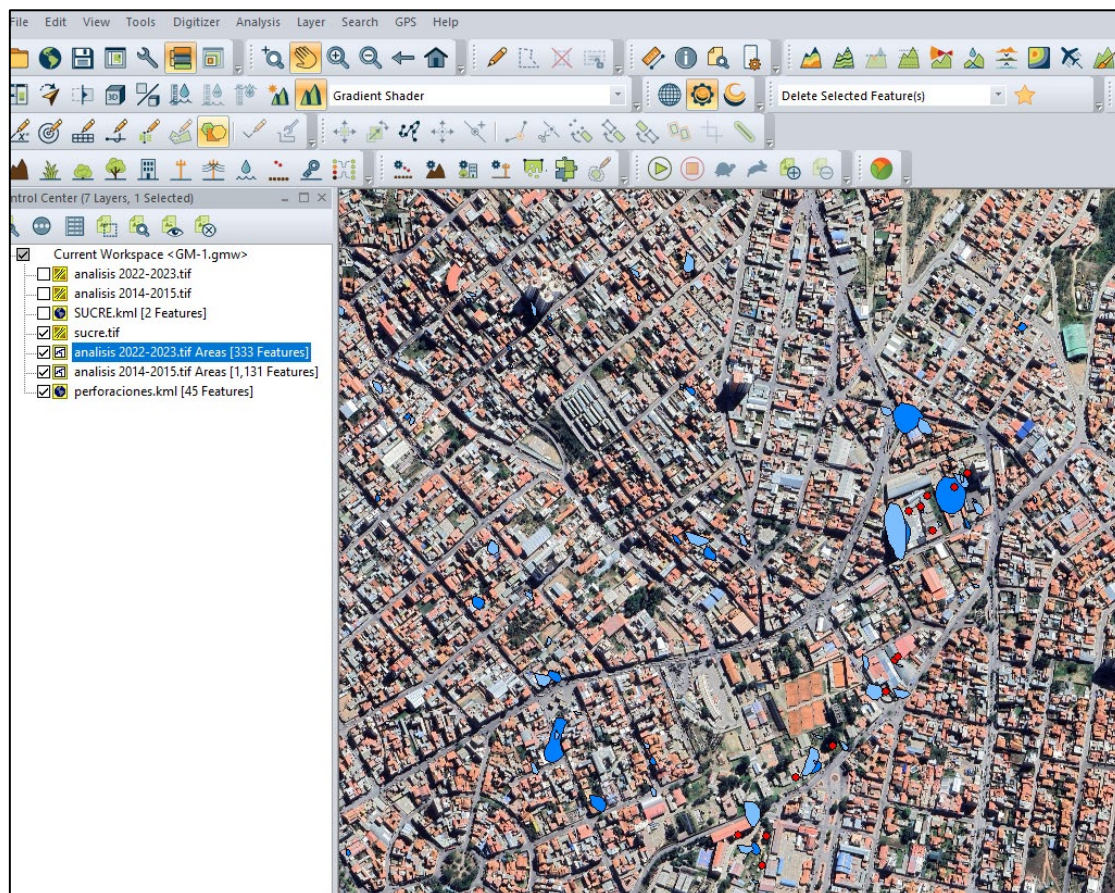 File Edit View Tools Digitizer Analysis Layer Search GPS Help
Gradient Shader
Delete Selected Feature(s)
ntrol Center (7 Layers, 1 Selected)
Current Workspace <GM-1.gmw>
analisis 2022-2023.tif
analisis 2014-2015.tif
SUCRE.kml [2 Features]
sucre.tif
analisis 2022-2023.tif Areas [333 Features]
analisis 2014-2015.tif Areas [1,131 Features]
perforaciones.kml [45 Features]